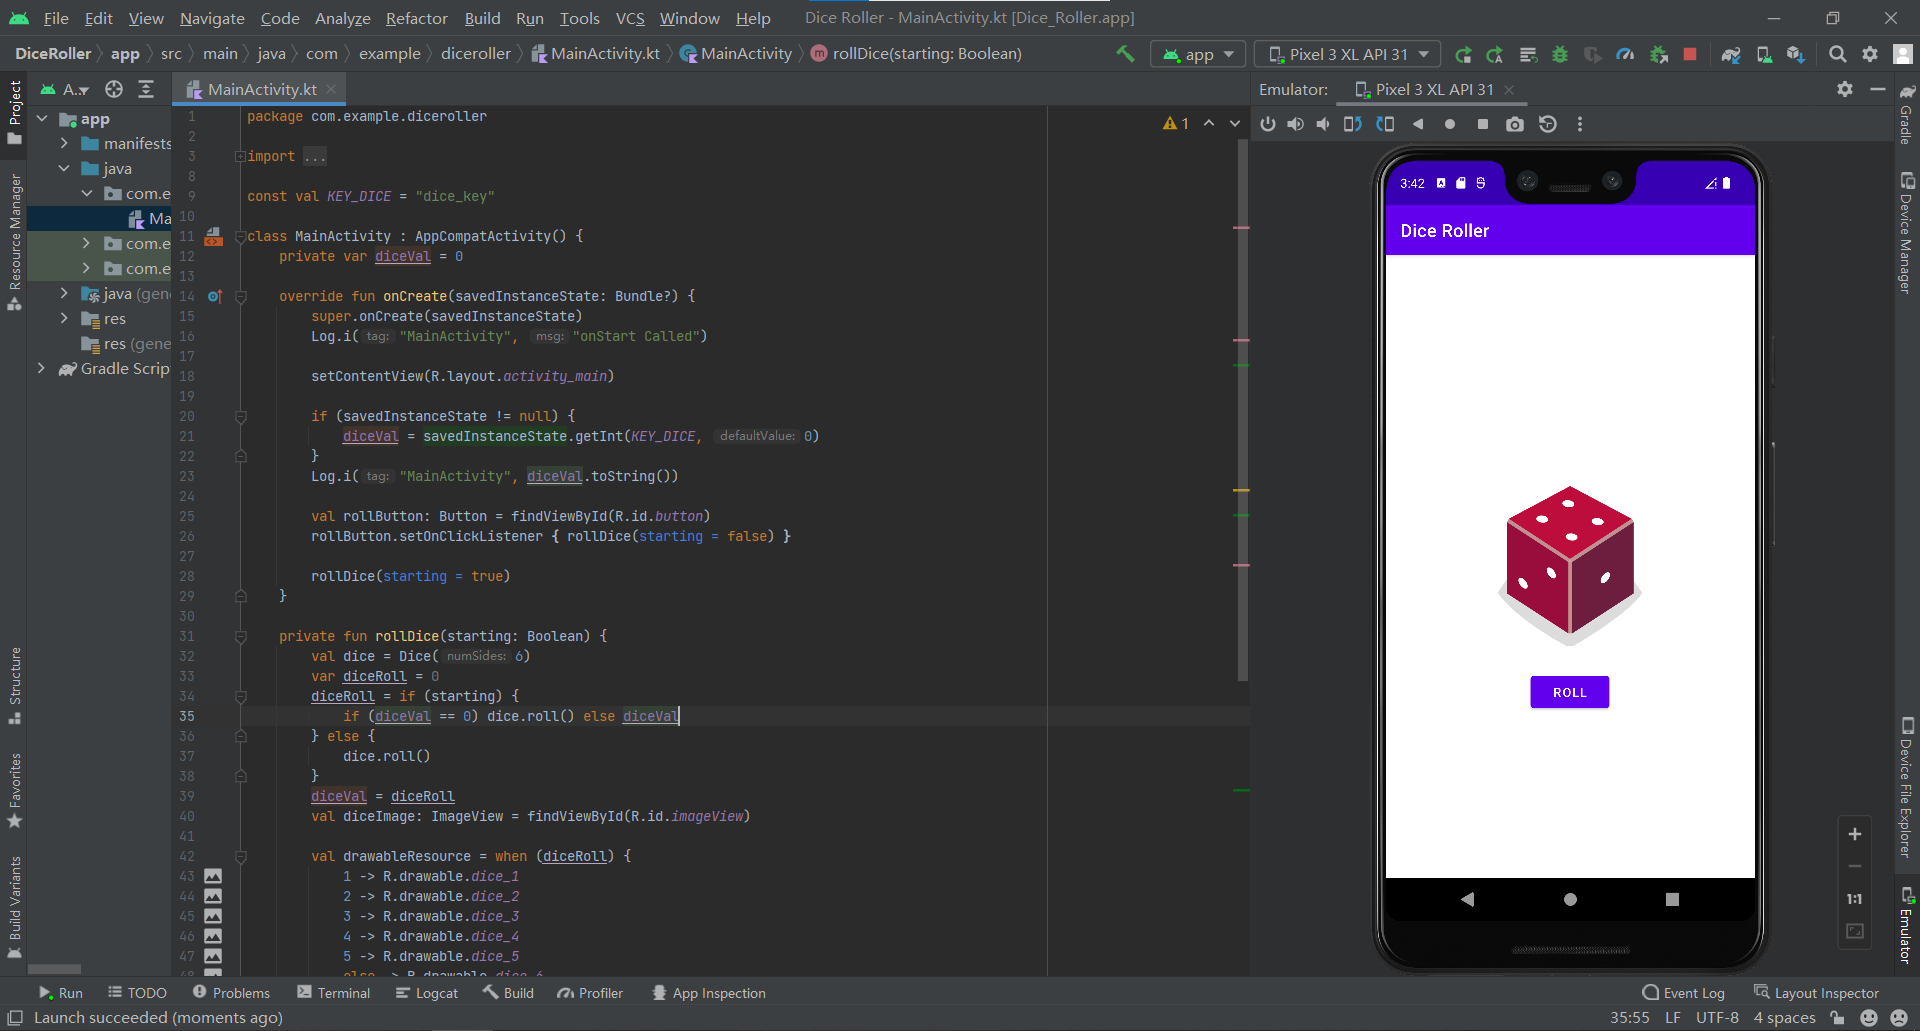 File Edit View Navigate Code Analyze Refactor Build Run Tools VCS Window Help Dice Roller - MainActivity.kt [Dice_Roller.app]
DiceRoller app src main java com example diceroller MainActivity.kt MainActivity rollDice(starting: Boolean) app Pixel 3 XL API 31
Project
Resource Manager
Structure
Favorites
Build Variants
A..
app
manifests
java
com.e
Ma
com.e
com.e
java (gen
res
res (gene
Gradle Scrip
MainActivity.kt
1 package com.example.diceroller
2
3 import ...
8
9 const val KEY_DICE = "dice_key"
10
11 class MainActivity : AppCompatActivity() {
12 private var diceVal = 0
13
14 override fun onCreate(savedInstanceState: Bundle?) {
15 super.onCreate(savedInstanceState)
16 Log.i( tag: "MainActivity", msg: "onStart Called")
17
18 setContentView(R.layout.activity_main)
19
20 if (savedInstanceState != null) {
21 diceVal = savedInstanceState.getInt(KEY_DICE, defaultValue: 0)
22 }
23 Log.i( tag: "MainActivity", diceVal.toString())
24
25 val rollButton: Button = findViewById(R.id.button)
26 rollButton.setOnClickListener { rollDice(starting = false) }
27
28 rollDice(starting = true)
29 }
30
31 private fun rollDice(starting: Boolean) {
32 val dice = Dice( numSides: 6)
33 var diceRoll = 0
34 diceRoll = if (starting) {
35 if (diceVal == 0) dice.roll() else diceVal
36 } else {
37 dice.roll()
38 }
39 diceVal = diceRoll
40 val diceImage: ImageView = findViewById(R.id.imageView)
41
42 val drawableResource = when (diceRoll) {
43 1 -> R.drawable.dice_1
44 2 -> R.drawable.dice_2
45 3 -> R.drawable.dice_3
46 4 -> R.drawable.dice_4
47 5 -> R.drawable.dice_5
48 else -> R.drawable.dice_6
1
Emulator: Pixel 3 XL API 31
3:42
Dice Roller
ROLL
1:1
Gradle
Device Manager
Device File Explorer
Emulator
Run TODO Problems Terminal Logcat Build Profiler App Inspection Event Log Layout Inspector
Launch succeeded (moments ago) 35:55 LF UTF-8 4 spaces